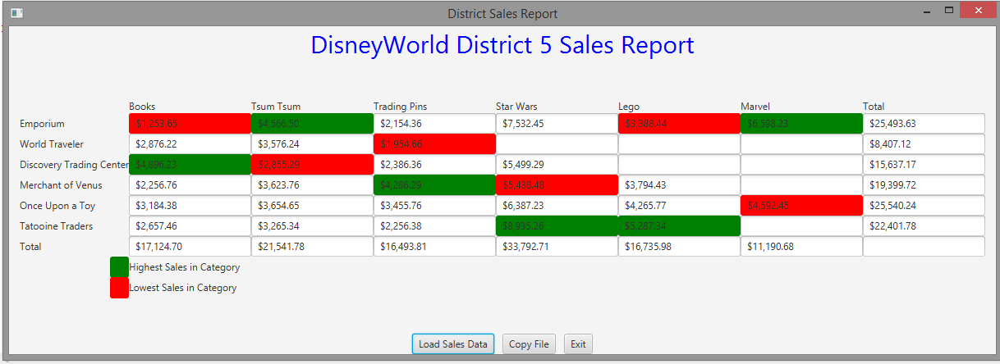 District Sales Report
DisneyWorld District 5 Sales Report
Books Tsum Tsum Trading Pins Star Wars Lego Marvel Total
Emporium $1,253.65 $4,566.50 $2,154.36 $7,532.45 $3,388.44 $6,598.23 $25,493.63
World Traveler $2,876.22 $3,576.24 $1,954.66 $8,407.12
Discovery Trading Center $4,896.23 $2,855.29 $2,386.36 $5,499.29 $15,637.17
Merchant of Venus $2,256.76 $3,623.76 $4,286.29 $5,438.48 $3,794.43 $19,399.72
Once Upon a Toy $3,184.38 $3,654.65 $3,455.76 $6,387.23 $4,265.77 $4,592.45 $25,540.24
Tatooine Traders $2,657.46 $3,265.34 $2,256.38 $8,935.26 $5,287.34 $22,401.78
Total $17,124.70 $21,541.78 $16,493.81 $33,792.71 $16,735.98 $11,190.68
Highest Sales in Category
Lowest Sales in Category
Load Sales Data Copy File Exit